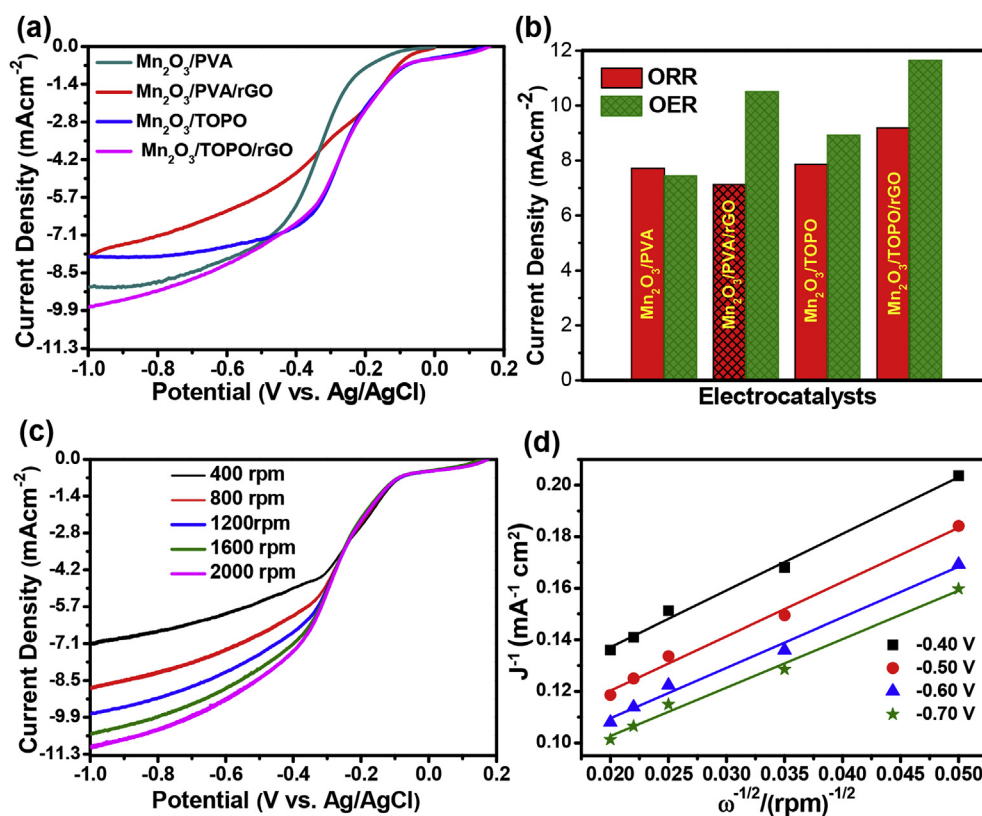 (a)
Mn₂O₃/PVA
Mn₂O₃/PVA/rGO
Mn₂O₃/TOPO
Mn₂O₃/TOPO/rGO
0.0
-1.4
-2.8
-4.2
-5.7
-7.1
-8.5
-9.9
-11.3
Current Density (mAcm⁻²)
-1.0 -0.8 -0.6 -0.4 -0.2 0.0 0.2
Potential (V vs. Ag/AgCl)
(b)
ORR
OER
12
10
8
6
4
2
0
Current Density (mAcm⁻²)
Mn₂O₃/PVA
Mn₂O₃/PVA/rGO
Mn₂O₃/TOPO
Mn₂O₃/TOPO/rGO
Electrocatalysts
(c)
400 rpm
800 rpm
1200rpm
1600 rpm
2000 rpm
0.0
-1.4
-2.8
-4.2
-5.7
-7.1
-8.5
-9.9
-11.3
Current Density (mAcm⁻²)
-1.0 -0.8 -0.6 -0.4 -0.2 0.0 0.2
Potential (V vs. Ag/AgCl)
(d)
0.20
0.18
0.16
0.14
0.12
0.10
J⁻¹ (mA⁻¹ cm²)
-0.40 V
-0.50 V
-0.60 V
-0.70 V
0.020 0.025 0.030 0.035 0.040 0.045 0.050
ω⁻¹/²/(rpm)⁻¹/²